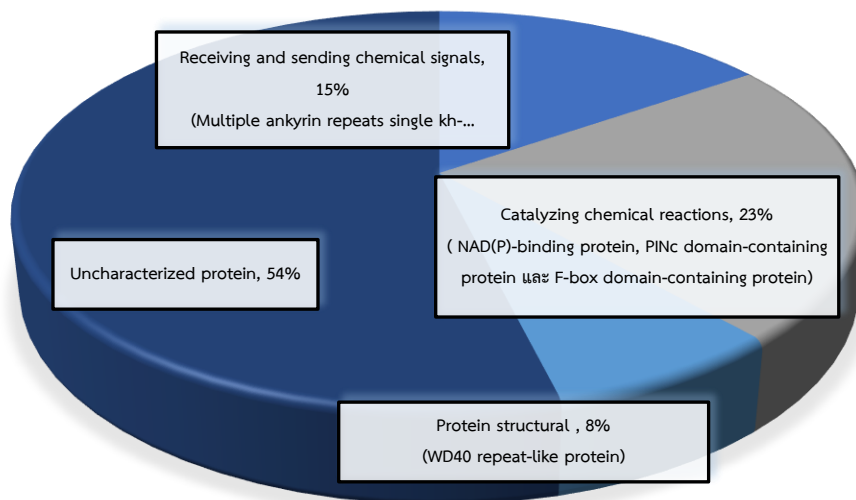 Receiving and sending chemical signals,
15%
(Multiple ankyrin repeats single kh-...
Catalyzing chemical reactions, 23%
( NAD(P)-binding protein, PINc domain-containing
protein และ F-box domain-containing protein)
Uncharacterized protein, 54%
Protein structural , 8%
(WD40 repeat-like protein)